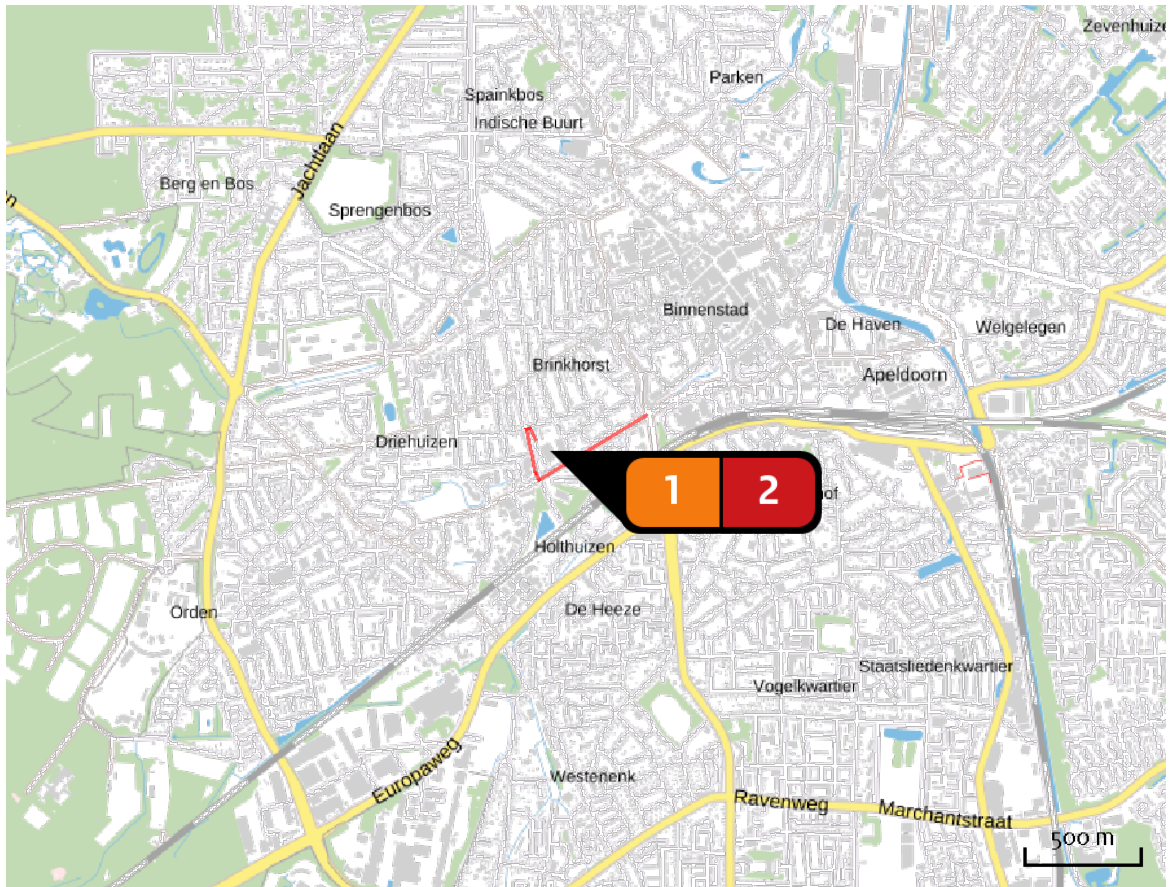 Zevenhuize
Parken
Spainkbos
Indische Buurt
Jachtlaan
Berg en Bos
n
Sprengenbos
Binnenstad
De Haven
Welgelegen
Brinkhorst
Apeldoorn
Driehuizen
1
2
hof
Holthuizen
De Heeze
Orden
Staatsliedenkwartier
Vogelkwartier
Europaweg
Westenenk
Ravenweg
Marchantstraat
500 m